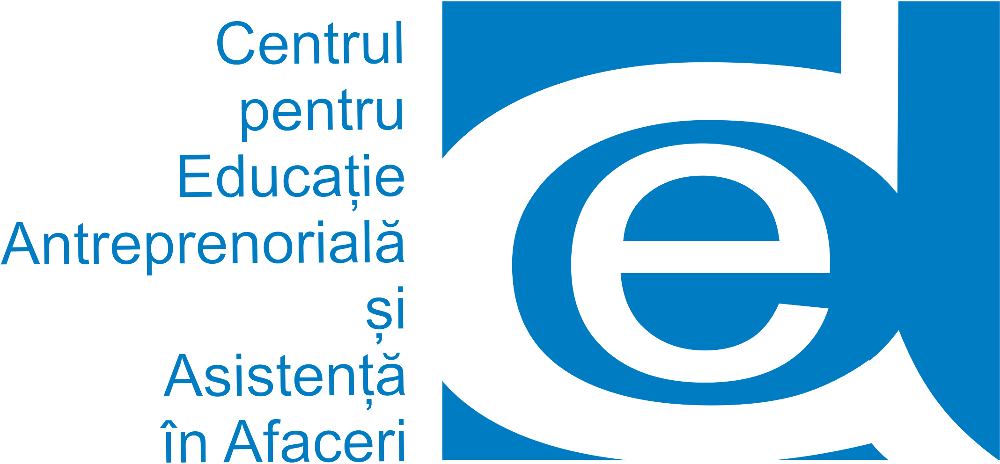 Centrul
pentru
Educație
Antreprenorială
și
Asistență
în Afaceri
e